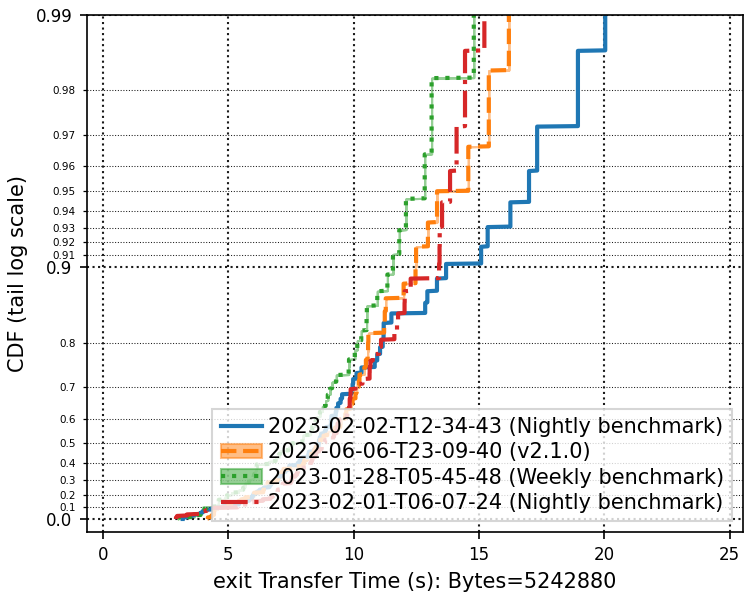 CDF (tail log scale)
0.99
0.98
0.97
0.96
0.95
0.94
0.93
0.92
0.91
0.9
0.8
0.7
0.6
0.5
0.4
0.3
0.2
0.1
0.0
2023-02-02-T12-34-43 (Nightly benchmark)
2022-06-06-T23-09-40 (v2.1.0)
2023-01-28-T05-45-48 (Weekly benchmark)
2023-02-01-T06-07-24 (Nightly benchmark)
0 5 10 15 20 25
exit Transfer Time (s): Bytes=5242880